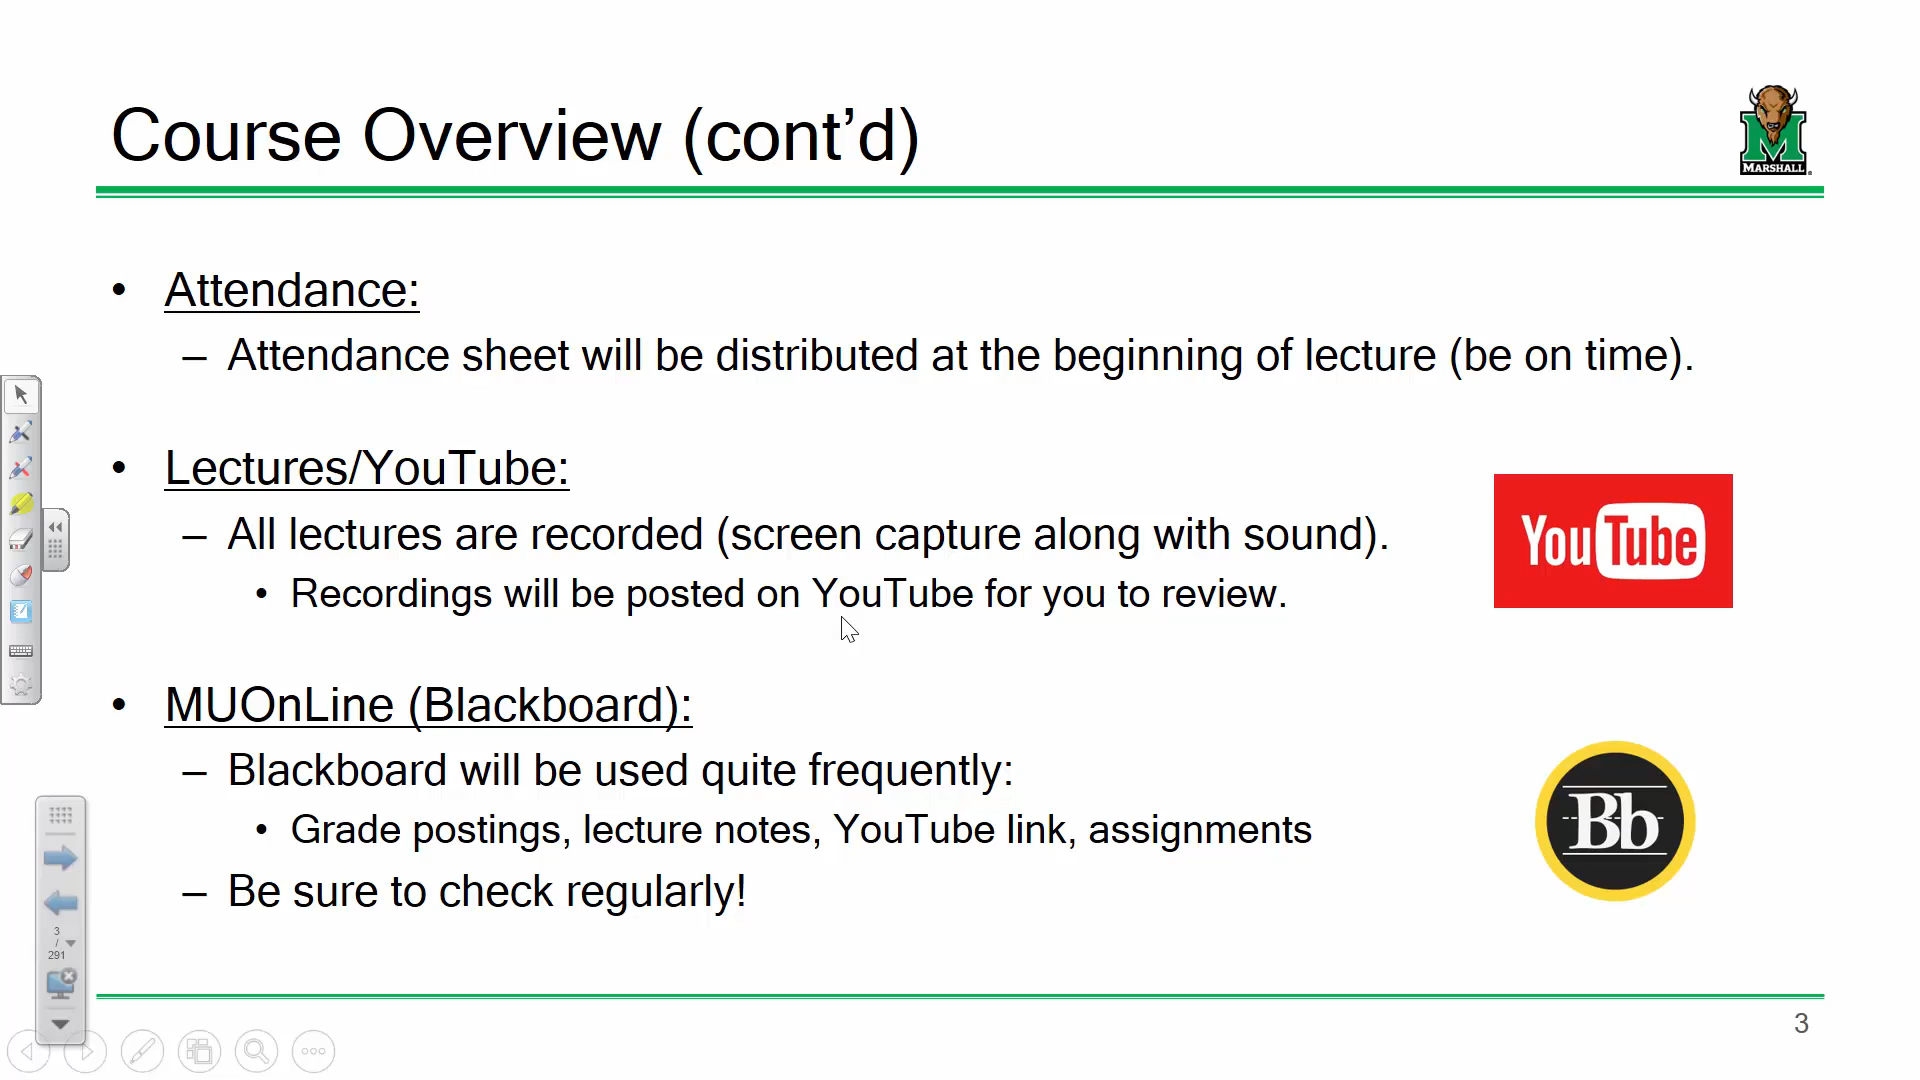 Course Overview (cont’d)
M
MARSHALL
• Attendance:
– Attendance sheet will be distributed at the beginning of lecture (be on time).
• Lectures/YouTube:
– All lectures are recorded (screen capture along with sound).
• Recordings will be posted on YouTube for you to review.
YouTube
• MUOnLine (Blackboard):
– Blackboard will be used quite frequently:
• Grade postings, lecture notes, YouTube link, assignments
– Be sure to check regularly!
Bb
3
/
291
3